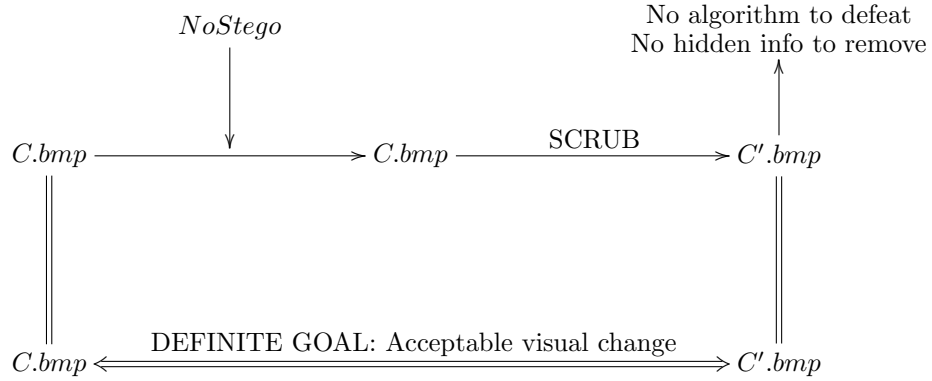 NoStego
No algorithm to defeat
No hidden info to remove
C.bmp
C.bmp
SCRUB
C′.bmp
C.bmp
DEFINITE GOAL: Acceptable visual change
C′.bmp